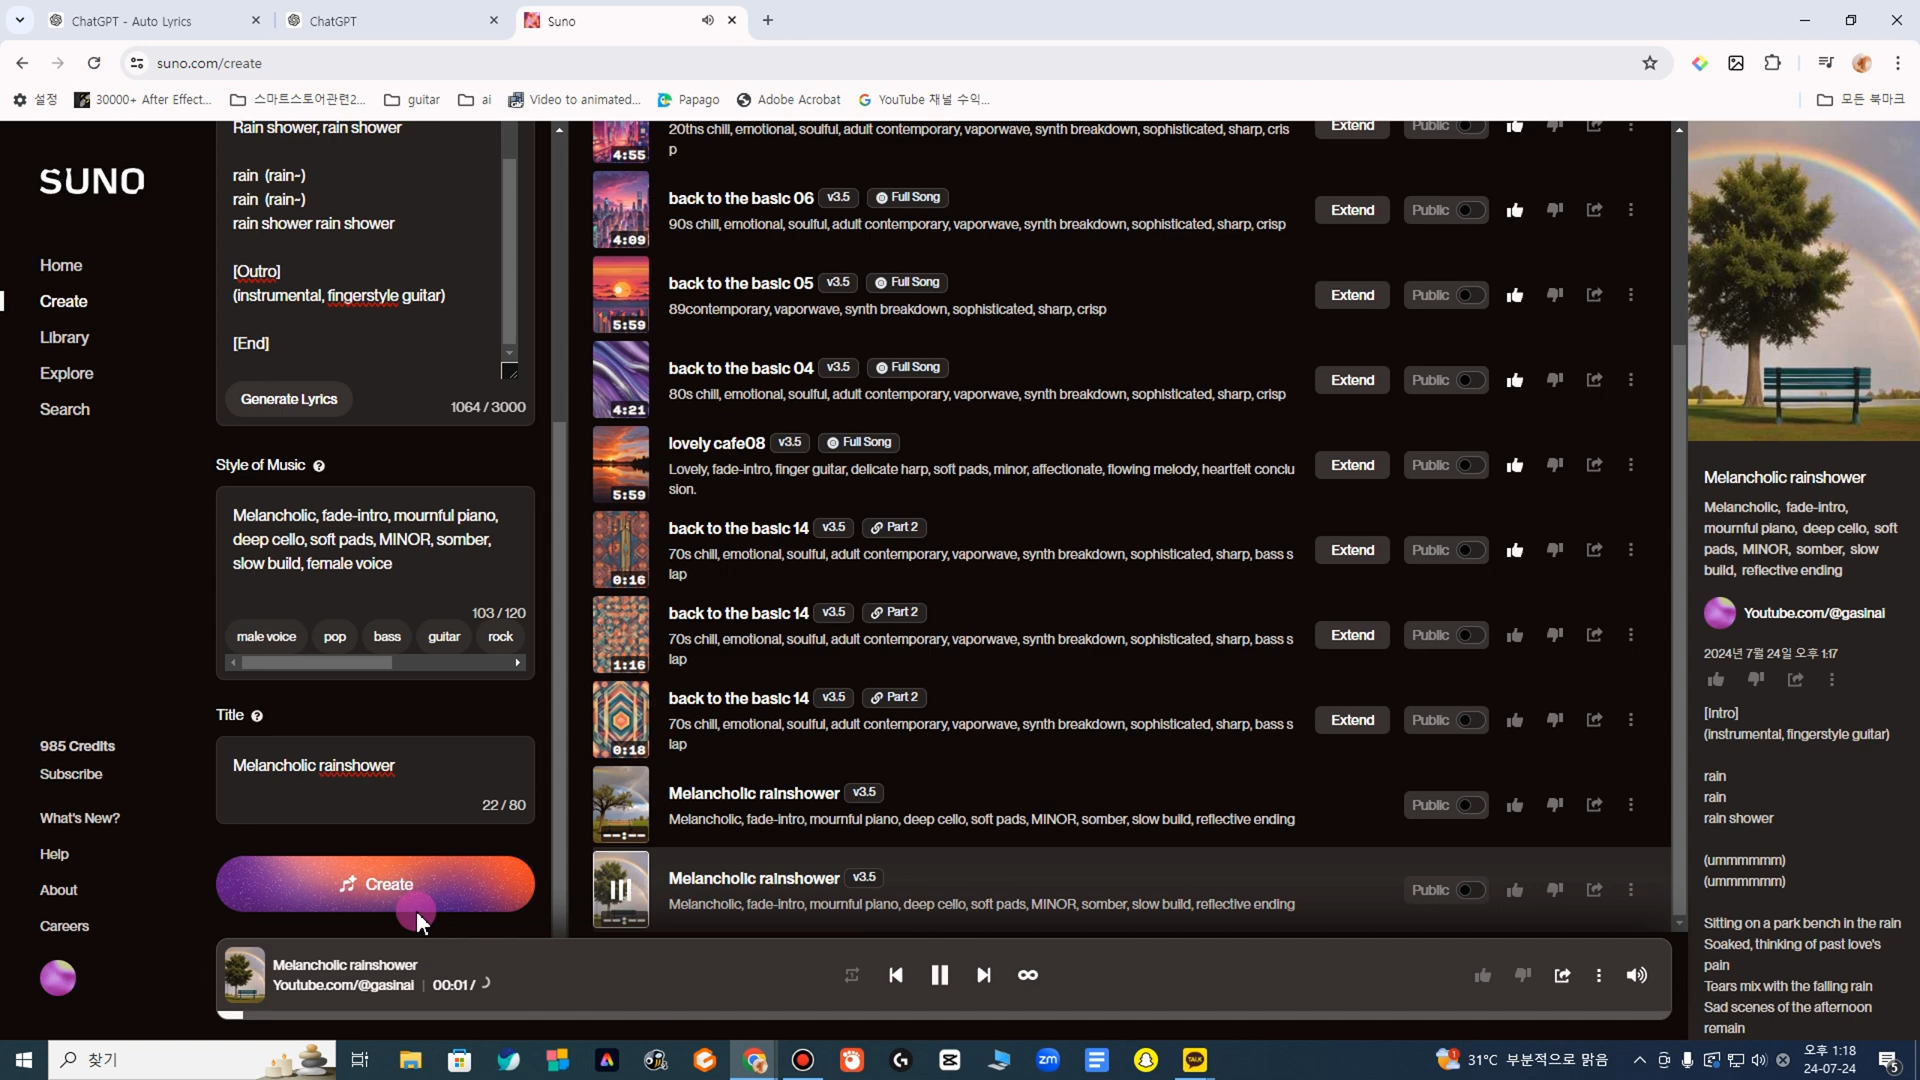 ChatGPT - Auto Lyrics
ChatGPT
Suno
suno.com/create
설정
30000+ After Effect...
스마트스토어관련2...
guitar
ai
Video to animated...
Papago
Adobe Acrobat
YouTube 채널 수익...
모든 북마크
SUNO
Home
Create
Library
Explore
Search
985 Credits
Subscribe
What's New?
Help
About
Careers
Rain shower, rain shower
rain (rain~)
rain (rain~)
rain shower rain shower
[Outro]
(instrumental, fingerstyle guitar)
[End]
Generate Lyrics
1064 / 3000
Style of Music
Melancholic, fade-intro, mournful piano,
deep cello, soft pads, MINOR, somber,
slow build, female voice
103 / 120
male voice pop bass guitar rock
Title
Melancholic rainshower
22 / 80
Create
20ths chill, emotional, soulful, adult contemporary, vaporwave, synth breakdown, sophisticated, sharp, cris
p
4:55
Extend Public
back to the basic 06 v3.5 Full Song
90s chill, emotional, soulful, adult contemporary, vaporwave, synth breakdown, sophisticated, sharp, crisp
4:09
Extend Public
back to the basic 05 v3.5 Full Song
89contemporary, vaporwave, synth breakdown, sophisticated, sharp, crisp
5:59
Extend Public
back to the basic 04 v3.5 Full Song
80s chill, emotional, soulful, adult contemporary, vaporwave, synth breakdown, sophisticated, sharp, crisp
4:21
Extend Public
lovely cafe08 v3.5 Full Song
Lovely, fade-intro, finger guitar, delicate harp, soft pads, minor, affectionate, flowing melody, heartfelt conclu
sion.
5:59
Extend Public
back to the basic 14 v3.5 Part 2
70s chill, emotional, soulful, adult contemporary, vaporwave, synth breakdown, sophisticated, sharp, bass s
lap
0:16
Extend Public
back to the basic 14 v3.5 Part 2
70s chill, emotional, soulful, adult contemporary, vaporwave, synth breakdown, sophisticated, sharp, bass s
lap
1:16
Extend Public
back to the basic 14 v3.5 Part 2
70s chill, emotional, soulful, adult contemporary, vaporwave, synth breakdown, sophisticated, sharp, bass s
lap
0:18
Extend Public
Melancholic rainshower v3.5
Melancholic, fade-intro, mournful piano, deep cello, soft pads, MINOR, somber, slow build, reflective ending
--:--
Public
Melancholic rainshower v3.5
Melancholic, fade-intro, mournful piano, deep cello, soft pads, MINOR, somber, slow build, reflective ending
--:--
Public
Melancholic rainshower
Melancholic, fade-intro,
mournful piano, deep cello, soft
pads, MINOR, somber, slow
build, reflective ending
Youtube.com/@gasinai
2024년 7월 24일 오후 1:17
[Intro]
(instrumental, fingerstyle guitar)
rain
rain
rain shower
(ummmmmm)
(ummmmmm)
Sitting on a park bench in the rain
Soaked, thinking of past love's
pain
Tears mix with the falling rain
Sad scenes of the afternoon
remain
Melancholic rainshower
Youtube.com/@gasinai | 00:01 /
찾기
zm
TALK
31°C 부분적으로 맑음
오후 1:18
24-07-24
5